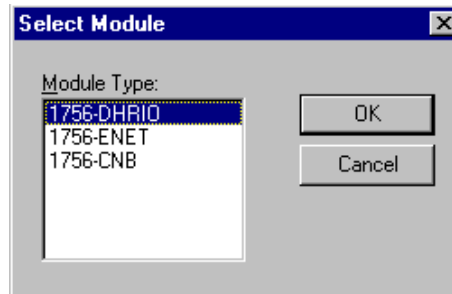 Select Module
Module Type:
1756-DHRIO
1756-ENET
1756-CNB
OK
Cancel